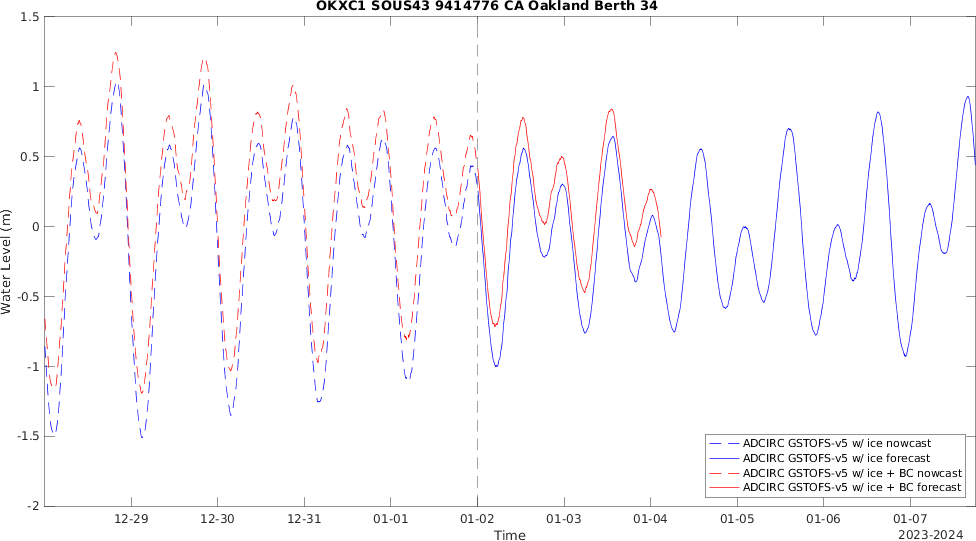 OKXC1 SOUS43 9414776 CA Oakland Berth 34
Water Level (m)
1.5
1
0.5
0
-0.5
-1
-1.5
-2
12-29 12-30 12-31 01-01 01-02 01-03 01-04 01-05 01-06 01-07
Time
2023-2024
ADCIRC GSTOFS-v5 w/ ice nowcast
ADCIRC GSTOFS-v5 w/ ice forecast
ADCIRC GSTOFS-v5 w/ ice + BC nowcast
ADCIRC GSTOFS-v5 w/ ice + BC forecast